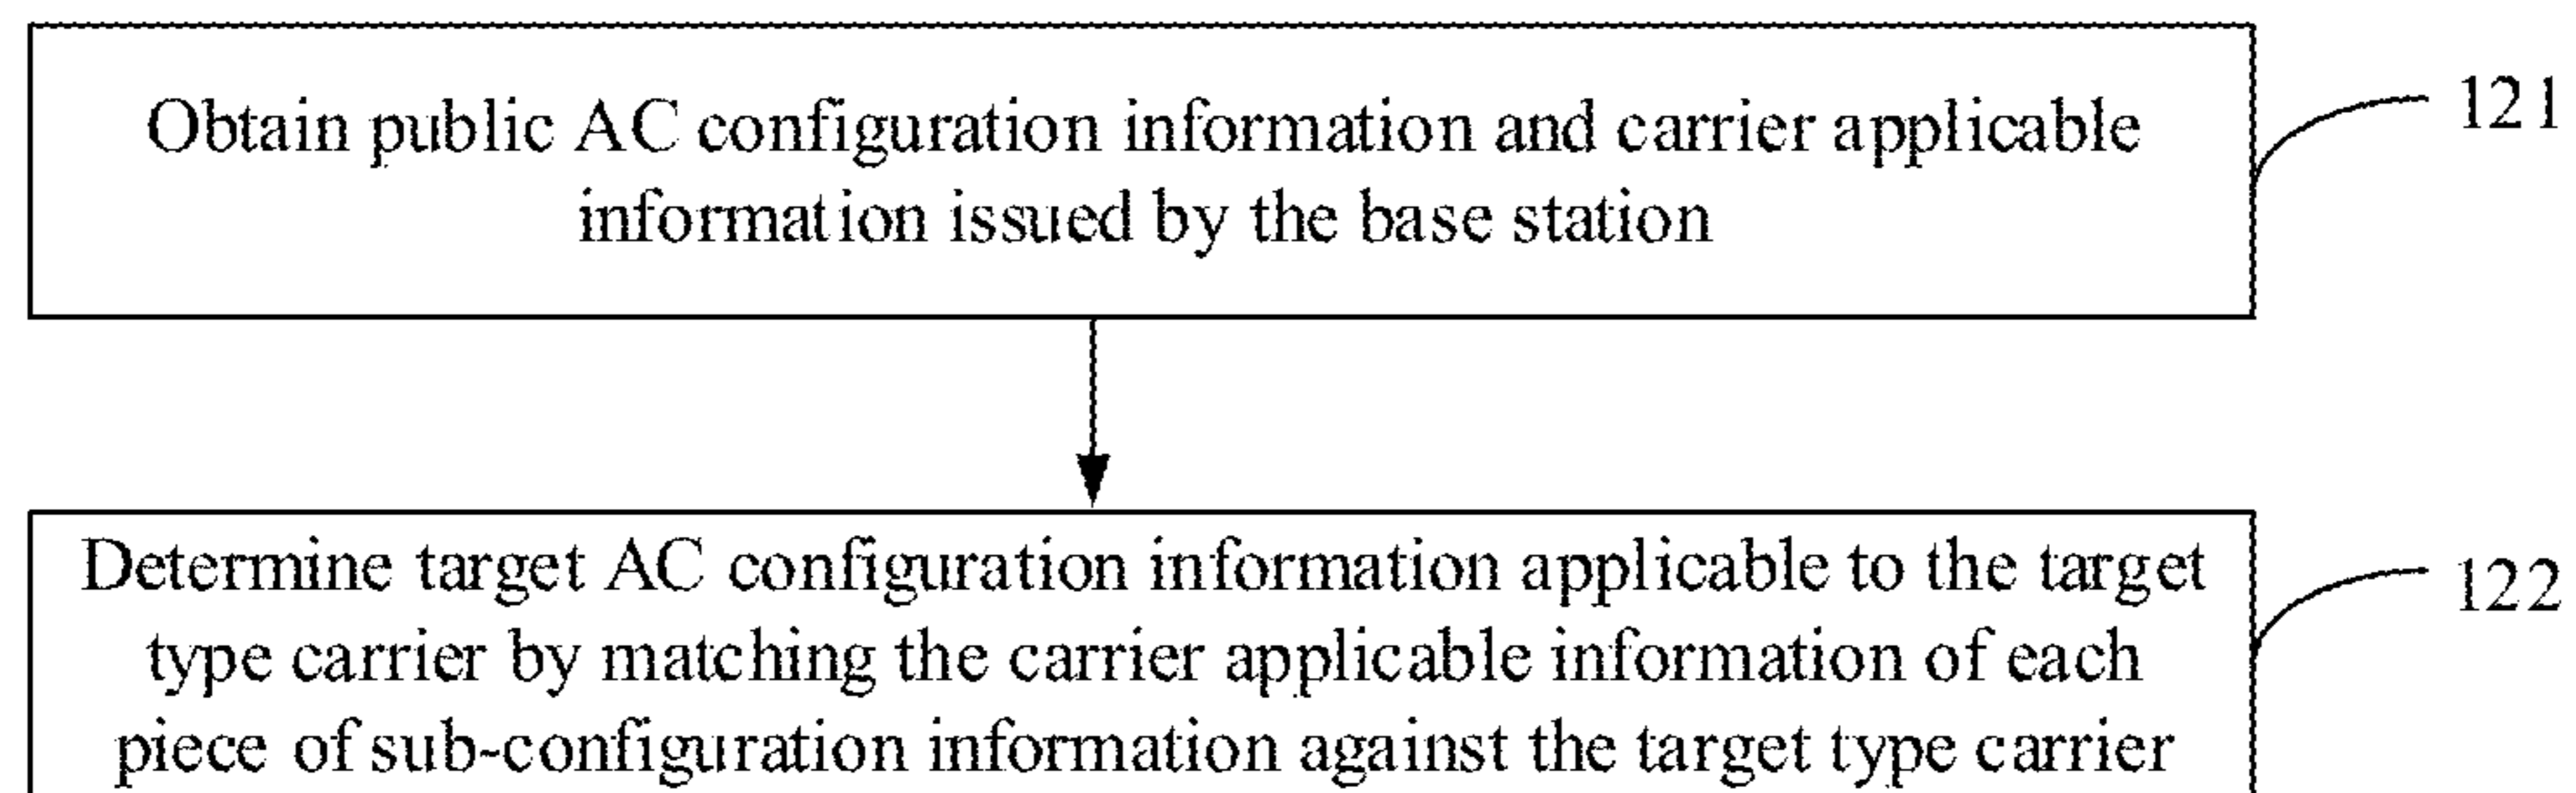 Obtain public AC configuration information and carrier applicable
information issued by the base station
121
Determine target AC configuration information applicable to the target
type carrier by matching the carrier applicable information of each
piece of sub-configuration information against the target type carrier
122